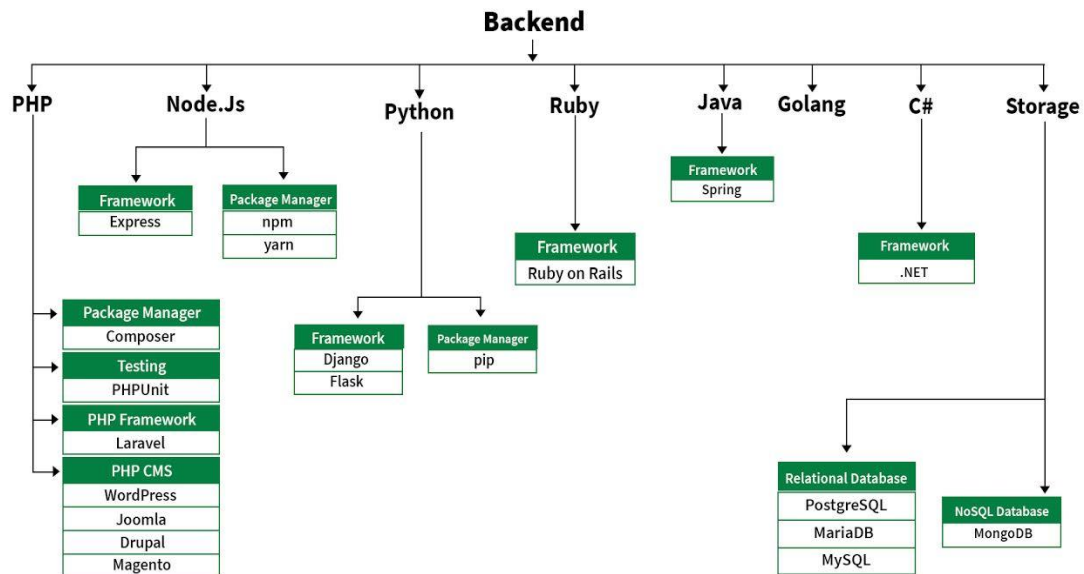 Backend
PHP
Node.Js
Python
Ruby
Java
Golang
C#
Storage
Framework
Express
Package Manager
npm
yarn
Framework
Spring
Framework
Ruby on Rails
Framework
.NET
Package Manager
Composer
Testing
PHPUnit
PHP Framework
Laravel
PHP CMS
WordPress
Joomla
Drupal
Magento
Framework
Django
Flask
Package Manager
pip
Relational Database
PostgreSQL
MariaDB
MySQL
NoSQL Database
MongoDB